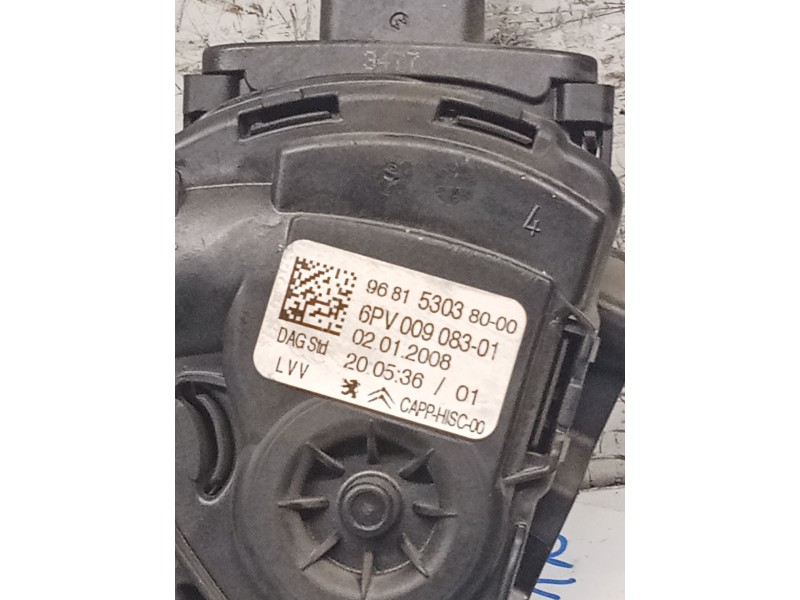 3477
4
96 81 5303 80-00
6PV 009 083-01
DAG Std 02.01.2008
LVV 20:05:36 / 01
CAPP-HISC-00